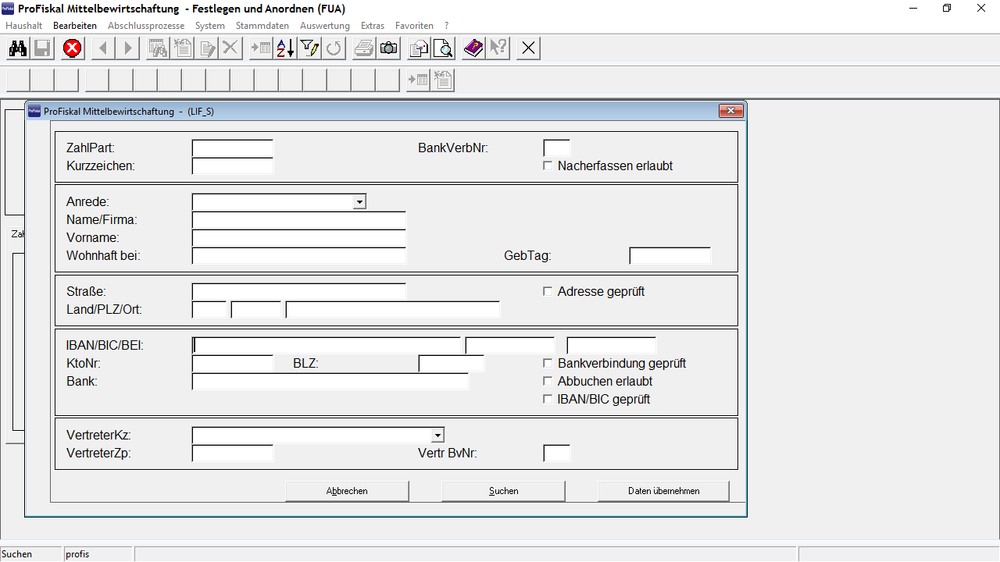 ProFiskal ProFiskal Mittelbewirtschaftung - Festlegen und Anordnen (FUA)
Haushalt Bearbeiten Abschlussprozesse System Stammdaten Auswertung Extras Favoriten ?
ProFiskal ProFiskal Mittelbewirtschaftung - (LIF_S)
ZahlPart: BankVerbNr:
Kurzzeichen: Nacherfassen erlaubt
Anrede:
Name/Firma:
Zah
Vorname:
Wohnhaft bei: GebTag:
Straße: Adresse geprüft
Land/PLZ/Ort:
IBAN/BIC/BEI:
KtoNr: BLZ: Bankverbindung geprüft
Bank: Abbuchen erlaubt
IBAN/BIC geprüft
VertreterKz:
VertreterZp: Vertr BvNr:
Abbrechen Suchen Daten übernehmen
Suchen profis